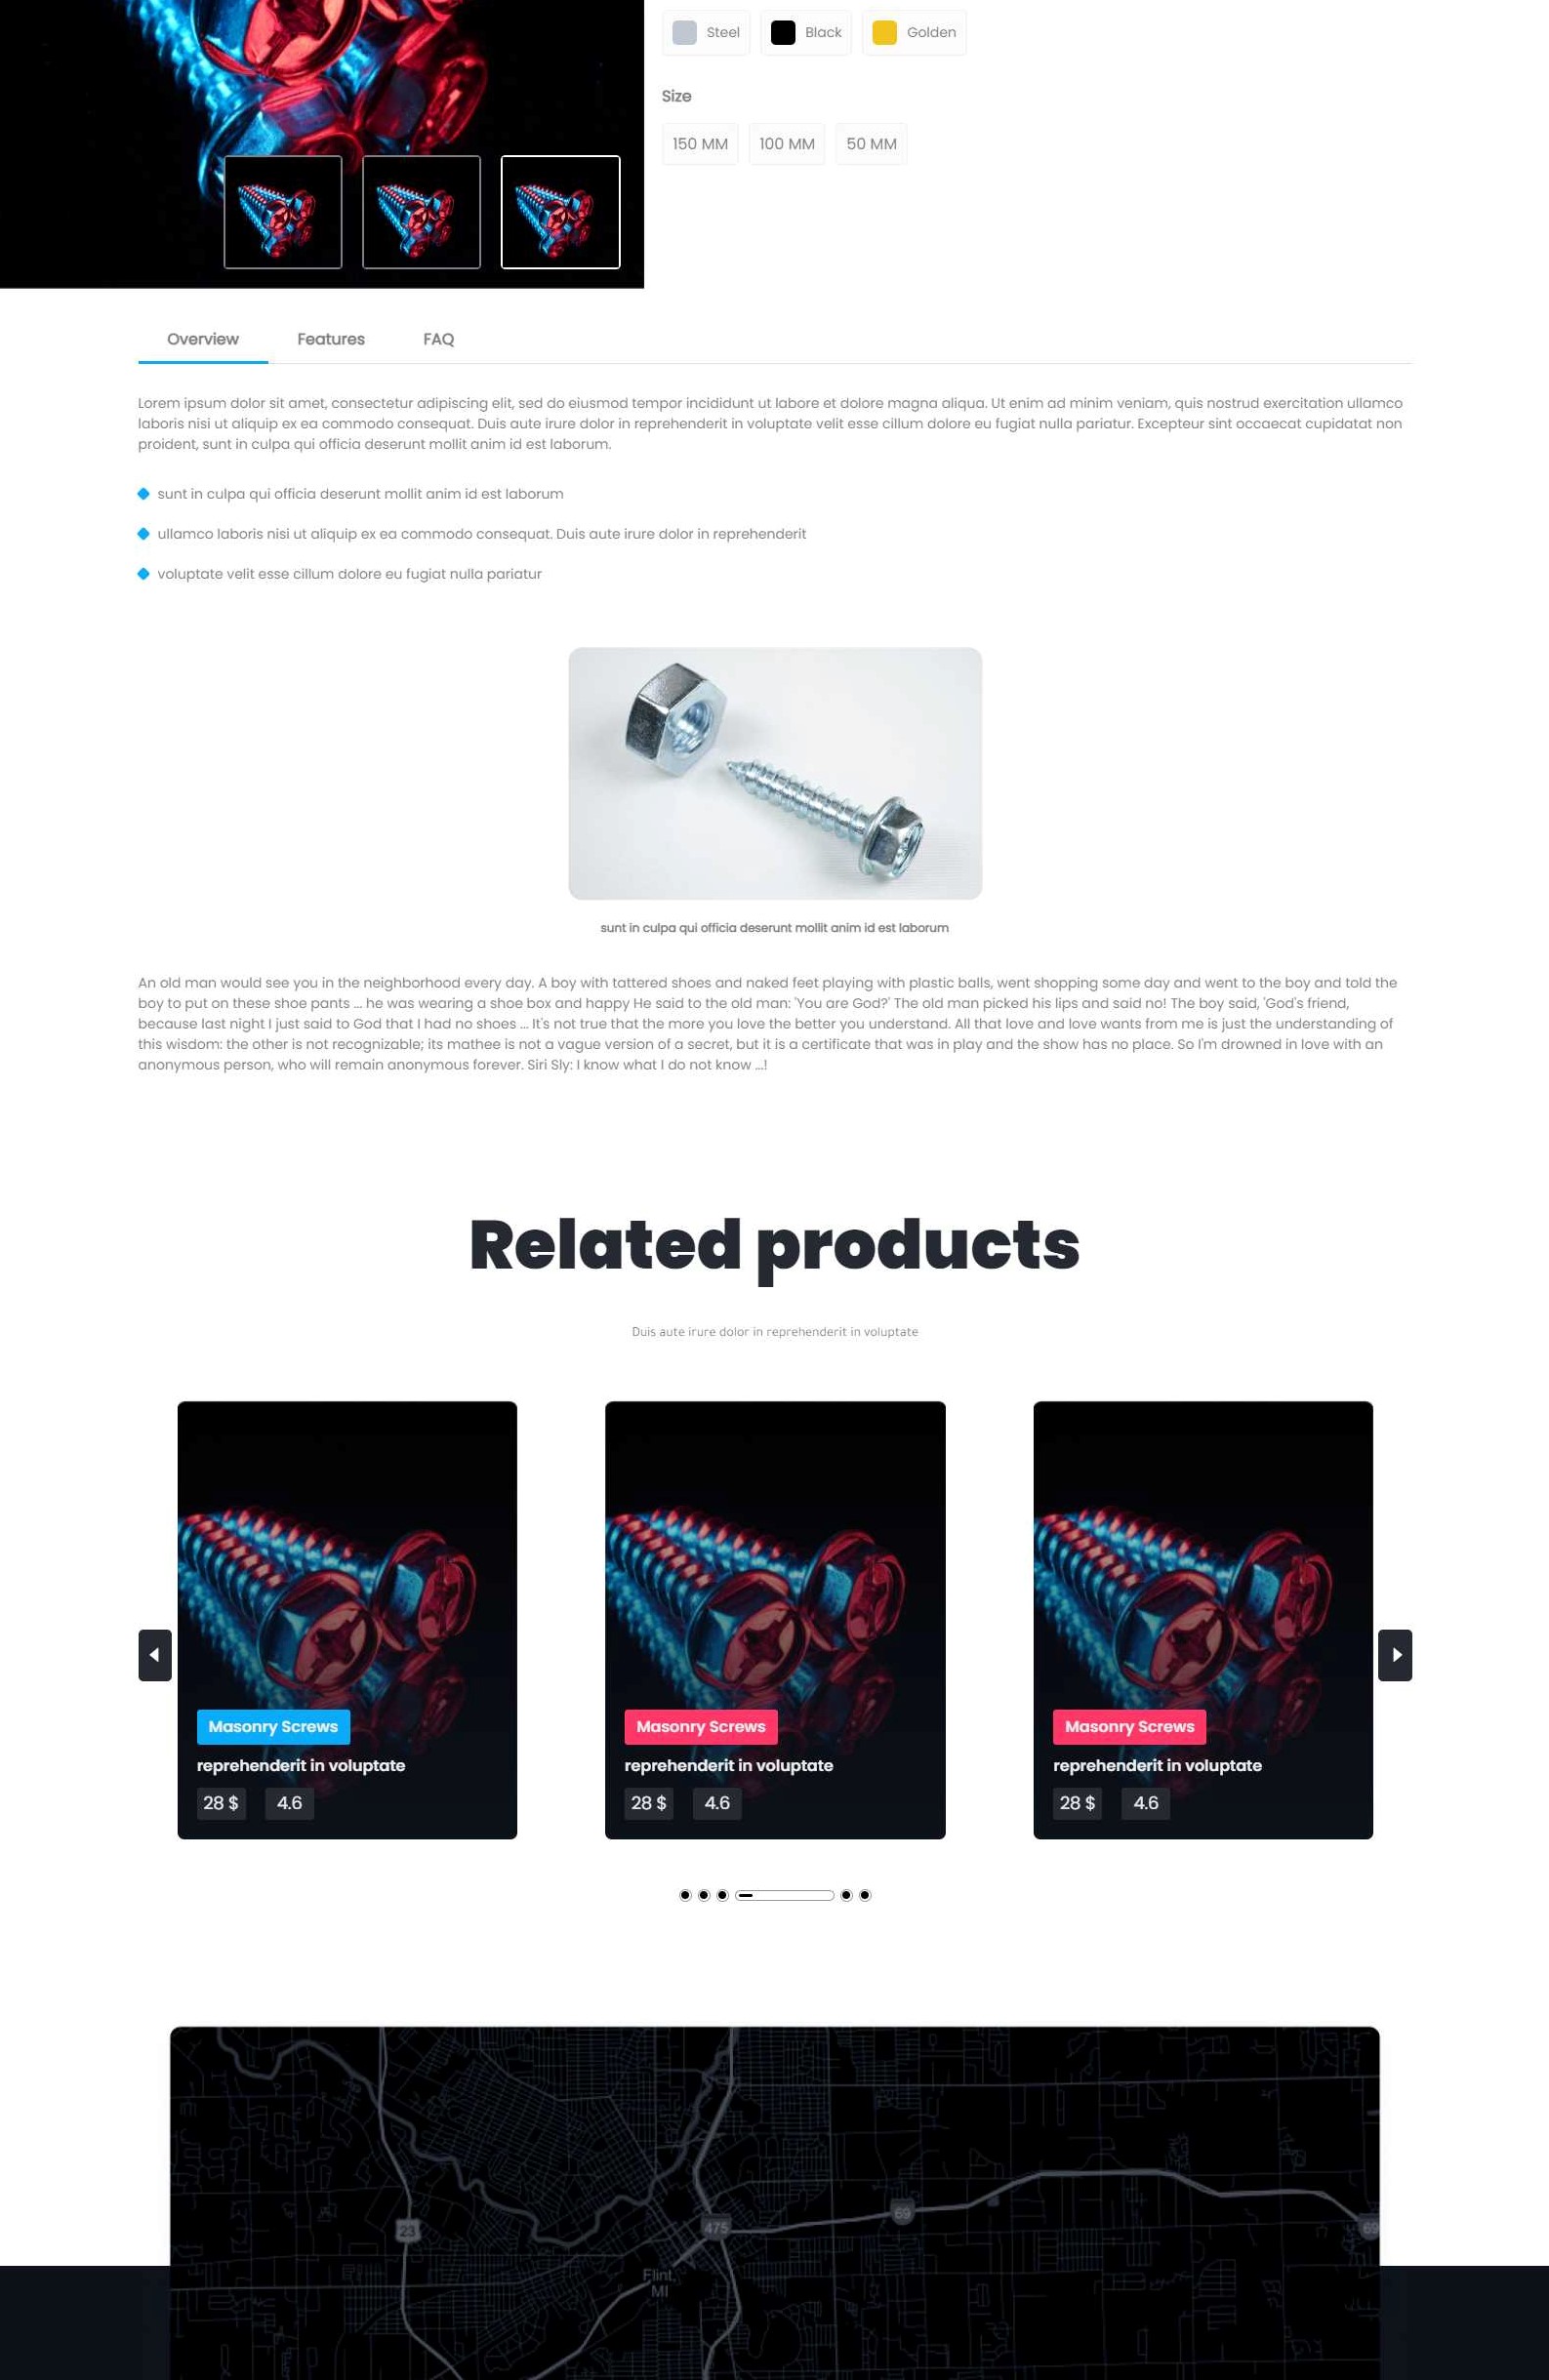 Steel Black Golden
Size
150 MM 100 MM 50 MM
Overview Features FAQ
Lorem ipsum dolor sit amet, consectetur adipiscing elit, sed do eiusmod tempor incididunt ut labore et dolore magna aliqua. Ut enim ad minim veniam, quis nostrud exercitation ullamco
laboris nisi ut aliquip ex ea commodo consequat. Duis aute irure dolor in reprehenderit in voluptate velit esse cillum dolore eu fugiat nulla pariatur. Excepteur sint occaecat cupidatat non
proident, sunt in culpa qui officia deserunt mollit anim id est laborum.
sunt in culpa qui officia deserunt mollit anim id est laborum
ullamco laboris nisi ut aliquip ex ea commodo consequat. Duis aute irure dolor in reprehenderit
voluptate velit esse cillum dolore eu fugiat nulla pariatur
sunt in culpa qui officia deserunt mollit anim id est laborum
An old man would see you in the neighborhood every day. A boy with tattered shoes and naked feet playing with plastic balls, went shopping some day and went to the boy and told the
boy to put on these shoe pants ... he was wearing a shoe box and happy He said to the old man: 'You are God?' The old man picked his lips and said no! The boy said, 'God's friend,
because last night I just said to God that I had no shoes ... It's not true that the more you love the better you understand. All that love and love wants from me is just the understanding of
this wisdom: the other is not recognizable; its mathee is not a vague version of a secret, but it is a certificate that was in play and the show has no place. So I'm drowned in love with an
anonymous person, who will remain anonymous forever. Siri Sly: I know what I do not know ...!
Related products
Duis aute irure dolor in reprehenderit in voluptate
Masonry Screws
reprehenderit in voluptate
28 $ 4.6
Masonry Screws
reprehenderit in voluptate
28 $ 4.6
Masonry Screws
reprehenderit in voluptate
28 $ 4.6
69
23 475 69
Flint,
MI